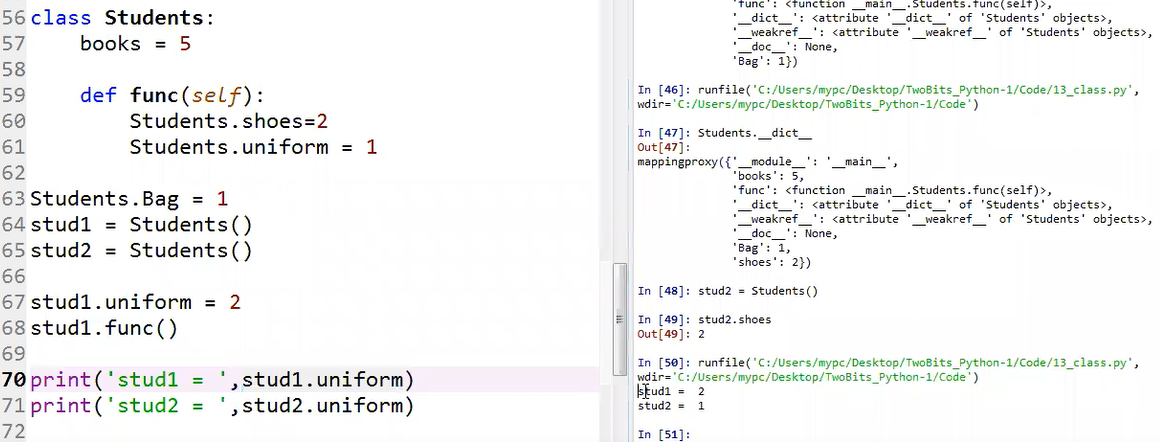 56 class Students:
57 books = 5
58
59 def func(self):
60 Students.shoes=2
61 Students.uniform = 1
62
63 Students.Bag = 1
64 stud1 = Students()
65 stud2 = Students()
66
67 stud1.uniform = 2
68 stud1.func()
69
70 print('stud1 = ',stud1.uniform)
71 print('stud2 = ',stud2.uniform)
72
'func': <function __main__.Students.func(self)>,
'__dict__': <attribute '__dict__' of 'Students' objects>,
'__weakref__': <attribute '__weakref__' of 'Students' objects>,
'__doc__': None,
'Bag': 1})
In [46]: runfile('C:/Users/mypc/Desktop/TwoBits_Python-1/Code/13_class.py',
wdir='C:/Users/mypc/Desktop/TwoBits_Python-1/Code')
In [47]: Students.__dict__
Out[47]:
mappingproxy({'__module__': '__main__',
'books': 5,
'func': <function __main__.Students.func(self)>,
'__dict__': <attribute '__dict__' of 'Students' objects>,
'__weakref__': <attribute '__weakref__' of 'Students' objects>,
'__doc__': None,
'Bag': 1,
'shoes': 2})
In [48]: stud2 = Students()
In [49]: stud2.shoes
Out[49]: 2
In [50]: runfile('C:/Users/mypc/Desktop/TwoBits_Python-1/Code/13_class.py',
wdir='C:/Users/mypc/Desktop/TwoBits_Python-1/Code')
stud1 = 2
stud2 = 1
In [51]: